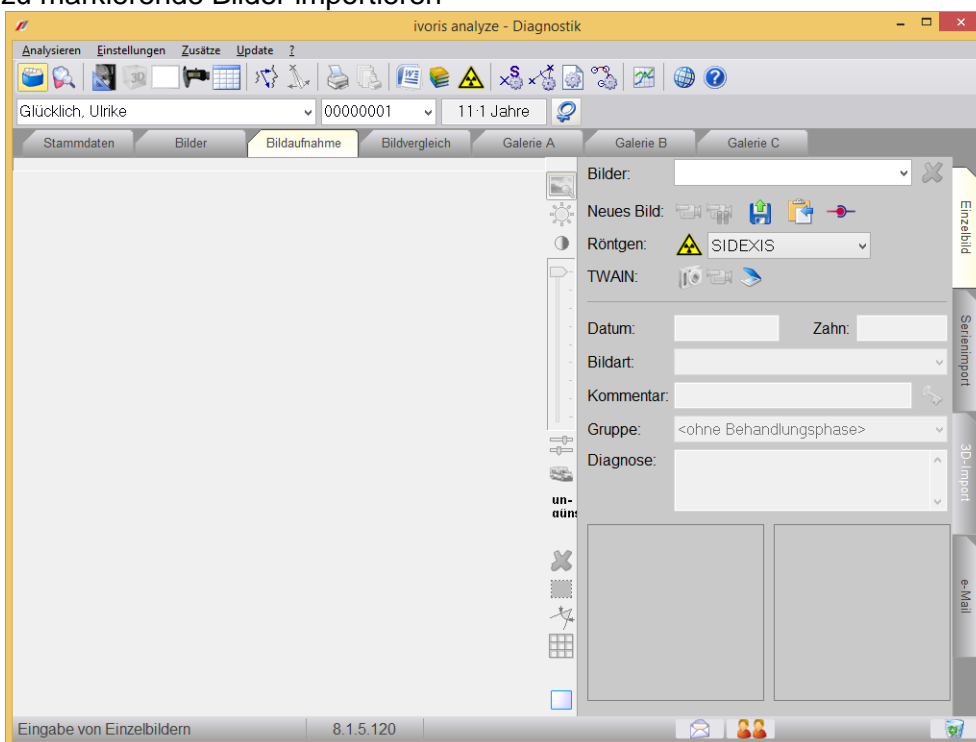 zu markierende Bilder importieren
ivoris analyze - Diagnostik
Analysieren Einstellungen Zusätze Update ?
3D W S
Glücklich, Ulrike 00000001 11·1 Jahre
Stammdaten Bilder Bildaufnahme Bildvergleich Galerie A Galerie B Galerie C
Bilder:
Neues Bild:
Röntgen: SIDEXIS
TWAIN:
Datum: Zahn:
Bildart:
Kommentar:
Gruppe: <ohne Behandlungsphase>
Diagnose:
un-
güns
Einzelbild
Serienimport
3D-Import
e-Mail
Eingabe von Einzelbildern 8.1.5.120